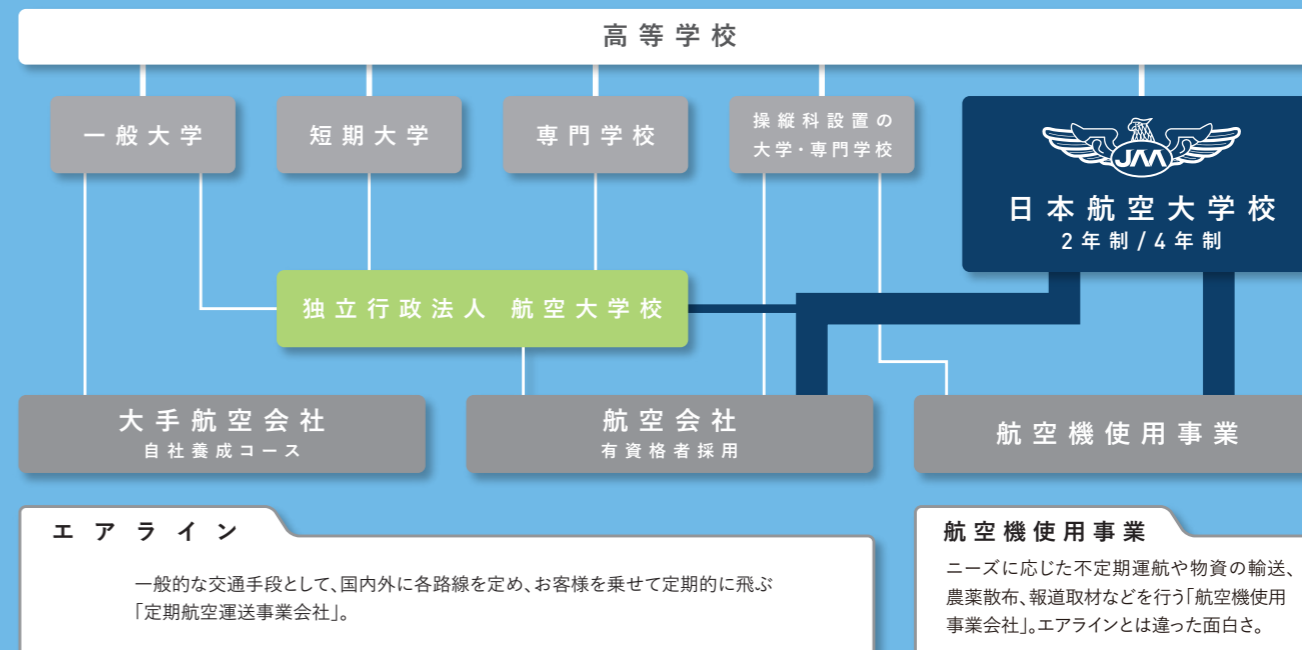 高等学校
一般大学
短期大学
専門学校
操縦科設置の
大学・専門学校
JAA
日本航空大学校
2年制/4年制
独立行政法人 航空大学校
大手航空会社
自社養成コース
航空会社
有資格者採用
航空機使用事業
エアライン
一般的な交通手段として、国内外に各路線を定め、お客様を乗せて定期的に飛ぶ
「定期航空運送事業会社」。
航空機使用事業
ニーズに応じた不定期運航や物資の輸送、
農薬散布、報道取材などを行う「航空機使用
事業会社」。エアラインとは違った面白さ。